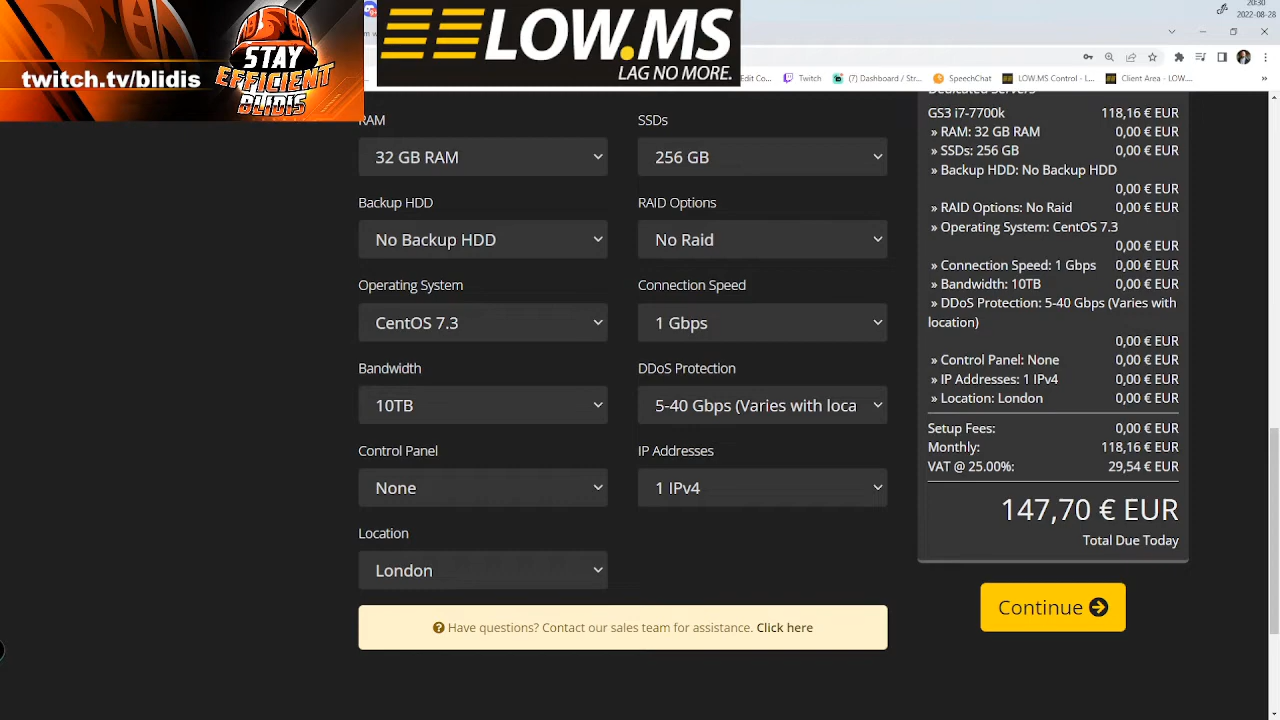 STAY
EFFICIENT
BLIDIS
twitch.tv/blidis
LOW.MS
LAG NO MORE.
20:30
2022-08-28
Edit Co...
Twitch
(7) Dashboard / Str...
SpeechChat
LOW.MS Control - L...
Client Area - LOW....
»
RAM
SSDs
32 GB RAM
256 GB
Backup HDD
RAID Options
No Backup HDD
No Raid
Operating System
Connection Speed
CentOS 7.3
1 Gbps
Bandwidth
DDoS Protection
10TB
5-40 Gbps (Varies with loca
Control Panel
IP Addresses
None
1 IPv4
Location
London
Have questions? Contact our sales team for assistance. Click here
Dedicated Servers
GS3 i7-7700k 118,16 € EUR
» RAM: 32 GB RAM 0,00 € EUR
» SSDs: 256 GB 0,00 € EUR
» Backup HDD: No Backup HDD
0,00 € EUR
» RAID Options: No Raid 0,00 € EUR
» Operating System: CentOS 7.3
0,00 € EUR
» Connection Speed: 1 Gbps 0,00 € EUR
» Bandwidth: 10TB 0,00 € EUR
» DDoS Protection: 5-40 Gbps (Varies with
location)
0,00 € EUR
» Control Panel: None 0,00 € EUR
» IP Addresses: 1 IPv4 0,00 € EUR
» Location: London 0,00 € EUR
Setup Fees: 0,00 € EUR
Monthly: 118,16 € EUR
VAT @ 25.00%: 29,54 € EUR
147,70 € EUR
Total Due Today
Continue